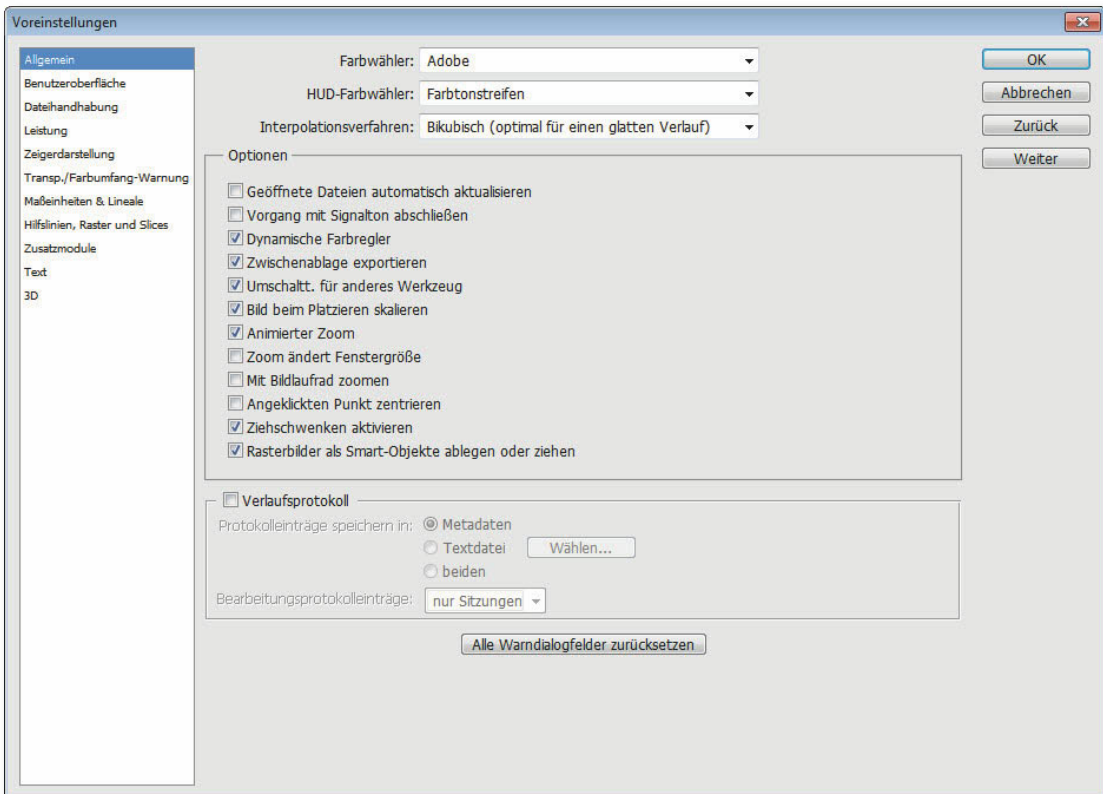 Voreinstellungen
Allgemein
Benutzeroberfläche
Dateihandhabung
Leistung
Zeigerdarstellung
Transp./Farbumfang-Warnung
Maßeinheiten & Lineale
Hilfslinien, Raster und Slices
Zusatzmodule
Text
3D
Farbwähler: Adobe
HUD-Farbwähler: Farbtonstreifen
Interpolationsverfahren: Bikubisch (optimal für einen glatten Verlauf)
Optionen
Geöffnete Dateien automatisch aktualisieren
Vorgang mit Signalton abschließen
Dynamische Farbregler
Zwischenablage exportieren
Umschaltt. für anderes Werkzeug
Bild beim Platzieren skalieren
Animierter Zoom
Zoom ändert Fenstergröße
Mit Bildlaufrad zoomen
Angeklickten Punkt zentrieren
Ziehschwenken aktivieren
Rasterbilder als Smart-Objekte ablegen oder ziehen
Verlaufsprotokoll
Protokolleinträge speichern in: Metadaten
Textdatei Wählen...
beiden
Bearbeitungsprotokolleinträge: nur Sitzungen
Alle Warndialogfelder zurücksetzen
OK
Abbrechen
Zurück
Weiter